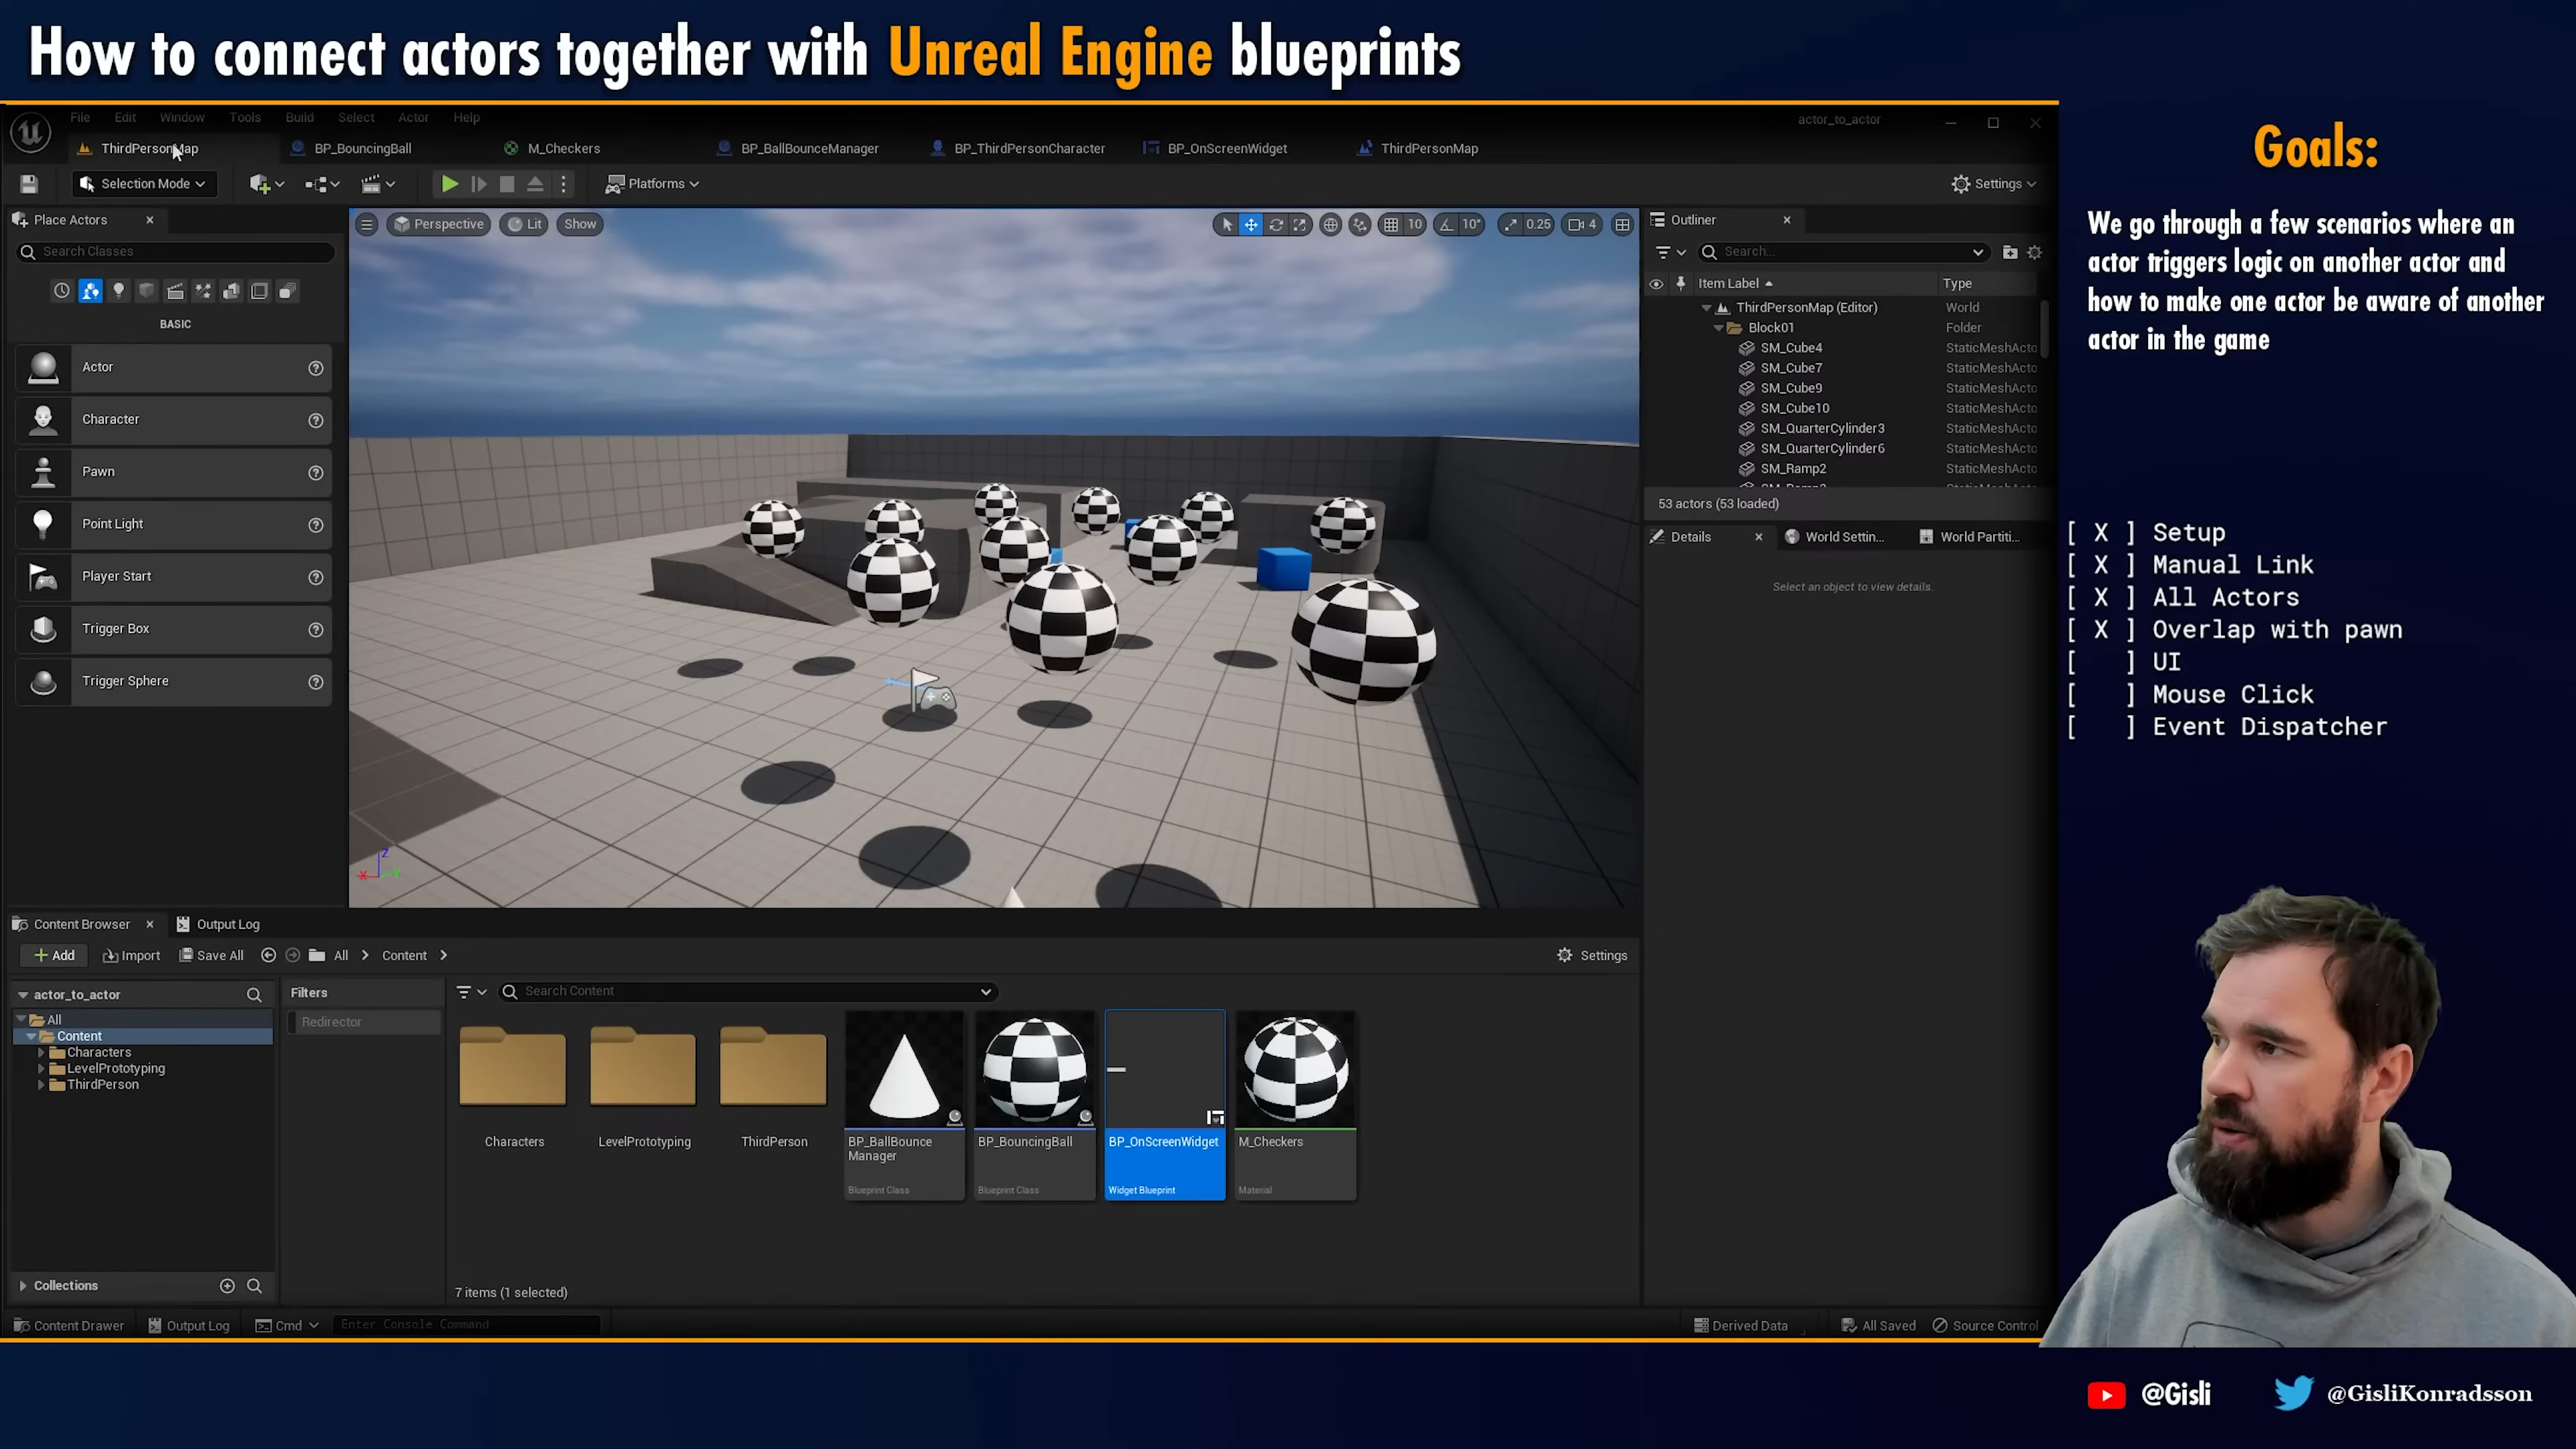 How to connect actors together with Unreal Engine blueprints
File Edit Window Tools Build Select Actor Help
actor_to_actor
ThirdPersonMap BP_BouncingBall M_Checkers BP_BallBounceManager BP_ThirdPersonCharacter BP_OnScreenWidget ThirdPersonMap
Selection Mode Platforms Settings
Place Actors
Search Classes
BASIC
Actor
Character
Pawn
Point Light
Player Start
Trigger Box
Trigger Sphere
Perspective Lit Show 10 10° 0.25 4
Outliner
Search...
Item Label Type
ThirdPersonMap (Editor) World
Block01 Folder
SM_Cube4 StaticMeshActo
SM_Cube7 StaticMeshActo
SM_Cube9 StaticMeshActo
SM_Cube10 StaticMeshActo
SM_QuarterCylinder3 StaticMeshActo
SM_QuarterCylinder6 StaticMeshActo
SM_Ramp2 StaticMeshActo
53 actors (53 loaded)
Details World Settin... World Partiti...
Select an object to view details.
Z
X Y
Content Browser Output Log
Add Import Save All All Content Settings
actor_to_actor
All
Content
Characters
LevelPrototyping
ThirdPerson
Filters
Redirector
Search Content
Characters
LevelPrototyping
ThirdPerson
BP_BallBounce
Manager
Blueprint Class
BP_BouncingBall
Blueprint Class
BP_OnScreenWidget
Widget Blueprint
M_Checkers
Material
Collections
7 items (1 selected)
Content Drawer Output Log Cmd Enter Console Command Derived Data All Saved Source Control
Goals:
We go through a few scenarios where an
actor triggers logic on another actor and
how to make one actor be aware of another
actor in the game
[ X ] Setup
[ X ] Manual Link
[ X ] All Actors
[ X ] Overlap with pawn
[ ] UI
[ ] Mouse Click
[ ] Event Dispatcher
@Gisli @GisliKonradsson